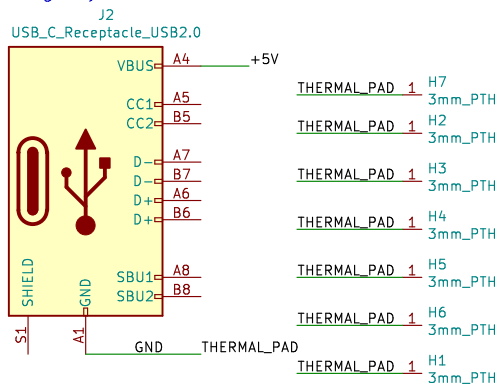 J2
USB_C_Receptacle_USB2.0
VBUS A4 +5V
CC1 A5
CC2 B5
D- A7
D- B7
D+ A6
D+ B6
SBU1 A8
SBU2 B8
SHIELD
GND
S1
A1
GND THERMAL_PAD
THERMAL_PAD 1 H7
3mm_PTH
THERMAL_PAD 1 H2
3mm_PTH
THERMAL_PAD 1 H3
3mm_PTH
THERMAL_PAD 1 H4
3mm_PTH
THERMAL_PAD 1 H5
3mm_PTH
THERMAL_PAD 1 H6
3mm_PTH
THERMAL_PAD 1 H1
3mm_PTH